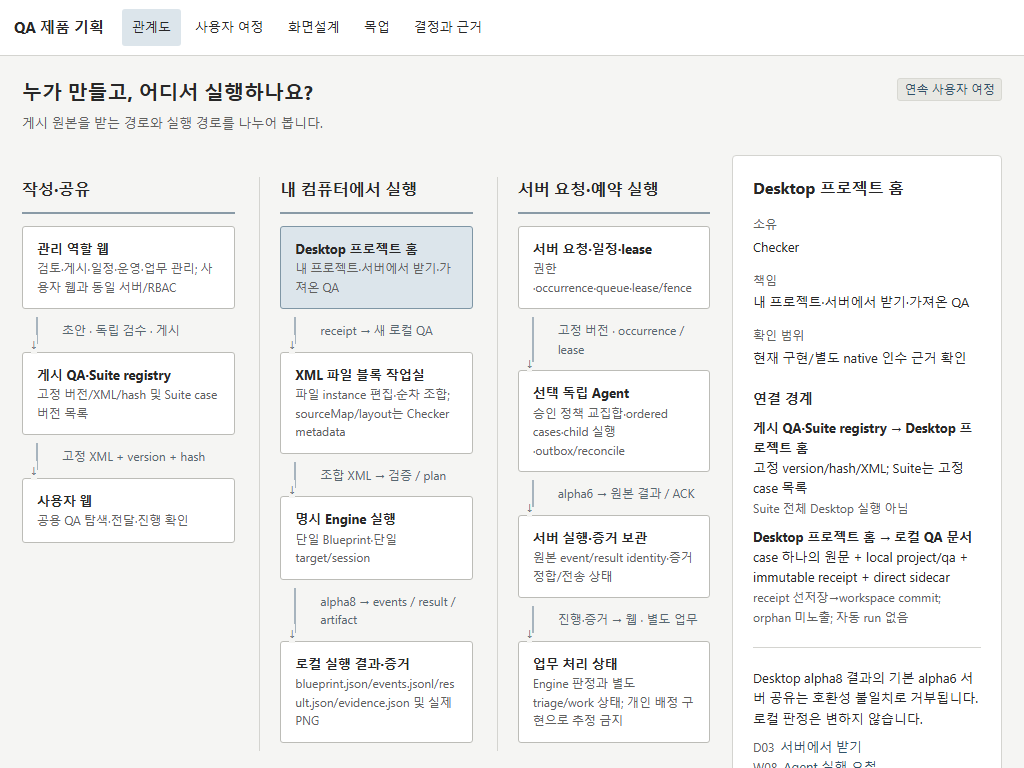 QA 제품 기획
관계도
사용자 여정
화면설계
목업
결정과 근거
누가 만들고, 어디서 실행하나요?
연속 사용자 여정
게시 원본을 받는 경로와 실행 경로를 나누어 봅니다.
작성·공유
관리 역할 웹
검토·게시·일정·운영·업무 관리; 사
용자 웹과 동일 서버/RBAC
↓
초안 · 독립 검수 · 게시
게시 QA·Suite registry
고정 버전/XML/hash 및 Suite case
버전 목록
↓
고정 XML + version + hash
사용자 웹
공용 QA 탐색·전달·진행 확인
내 컴퓨터에서 실행
Desktop 프로젝트 홈
내 프로젝트·서버에서 받기·가
져온 QA
↓
receipt → 새 로컬 QA
XML 파일 블록 작업실
파일 instance 편집·순차 조합;
sourceMap/layout는 Checker
metadata
↓
조합 XML → 검증 / plan
명시 Engine 실행
단일 Blueprint·단일
target/session
↓
alpha8 → events / result /
artifact
로컬 실행 결과·증거
blueprint.json/events.jsonl/res
ult.json/evidence.json 및 실제
PNG
서버 요청·예약 실행
서버 요청·일정·lease
권한
·occurrence·queue·lease/fence
↓
고정 버전 · occurrence /
lease
선택 독립 Agent
승인 정책 교집합·ordered
cases·child 실행
·outbox/reconcile
↓
alpha6 → 원본 결과 / ACK
서버 실행·증거 보관
원본 event/result identity·증거
정합/전송 상태
↓
진행·증거 → 웹 · 별도 업무
업무 처리 상태
Engine 판정과 별도
triage/work 상태; 개인 배정 구
현으로 추정 금지
Desktop 프로젝트 홈
소유
Checker
책임
내 프로젝트·서버에서 받기·가져온 QA
확인 범위
현재 구현/별도 native 인수 근거 확인
연결 경계
게시 QA·Suite registry → Desktop 프
로젝트 홈
고정 version/hash/XML; Suite는 고정
case 목록
Suite 전체 Desktop 실행 아님
Desktop 프로젝트 홈 → 로컬 QA 문서
case 하나의 원문 + local project/qa +
immutable receipt + direct sidecar
receipt 선저장→workspace commit;
orphan 미노출; 자동 run 없음
Desktop alpha8 결과의 기본 alpha6 서
버 공유는 호환성 불일치로 거부됩니다.
로컬 판정은 변하지 않습니다.
D03 서버에서 받기
W08 Agent 실행 요청